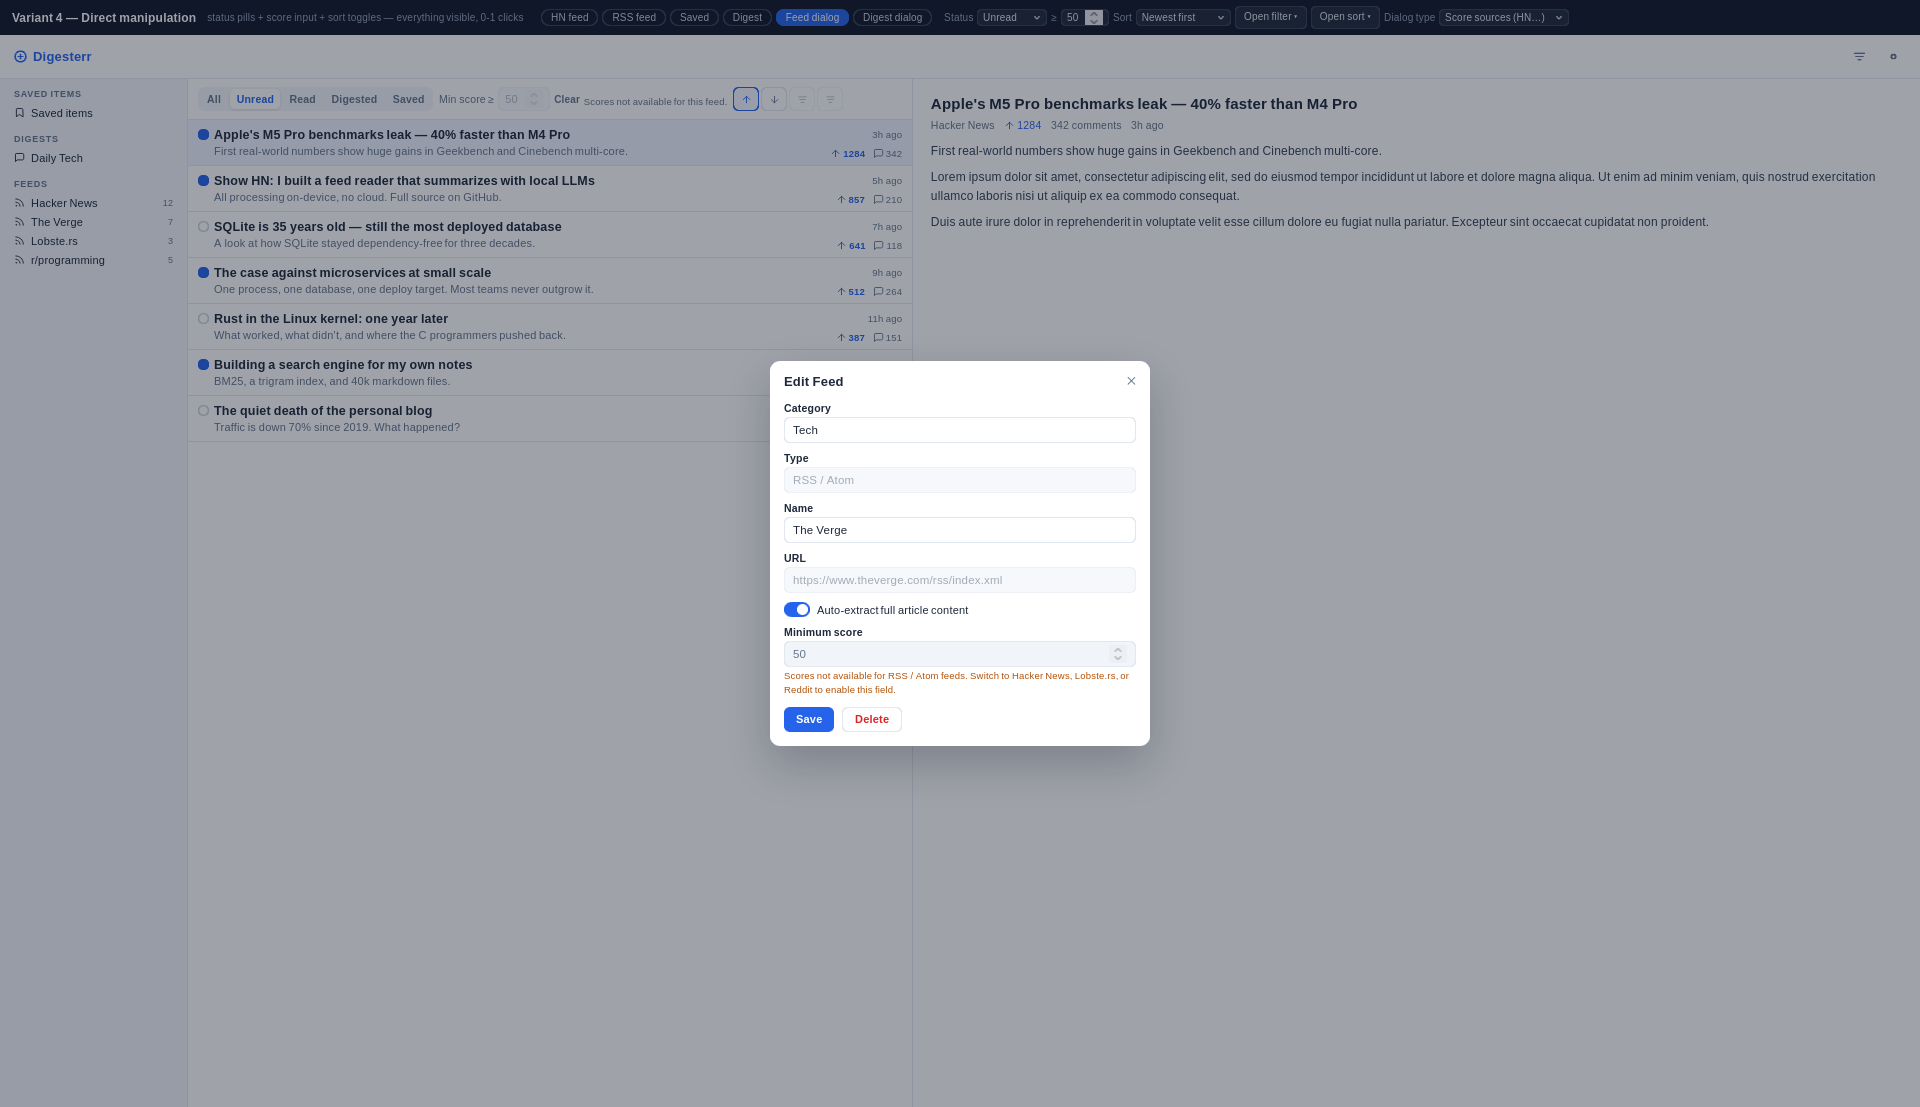 Variant 4 — Direct manipulation status pills + score input + sort toggles — everything visible, 0-1 clicks HN feed RSS feed Saved Digest Feed dialog Digest dialog Status Unread ≥ 50 Sort Newest first Open filter ▾ Open sort ▾ Dialog type Score sources (HN…)
Digesterr
SAVED ITEMS
Saved items
DIGESTS
Daily Tech
FEEDS
Hacker News 12
The Verge 7
Lobste.rs 3
r/programming 5
All Unread Read Digested Saved Min score ≥ 50 Clear Scores not available for this feed.
Apple's M5 Pro benchmarks leak — 40% faster than M4 Pro 3h ago
First real-world numbers show huge gains in Geekbench and Cinebench multi-core. 1284 342
Show HN: I built a feed reader that summarizes with local LLMs 5h ago
All processing on-device, no cloud. Full source on GitHub. 857 210
SQLite is 35 years old — still the most deployed database 7h ago
A look at how SQLite stayed dependency-free for three decades. 641 118
The case against microservices at small scale 9h ago
One process, one database, one deploy target. Most teams never outgrow it. 512 264
Rust in the Linux kernel: one year later 11h ago
What worked, what didn't, and where the C programmers pushed back. 387 151
Building a search engine for my own notes
BM25, a trigram index, and 40k markdown files.
The quiet death of the personal blog
Traffic is down 70% since 2019. What happened?
Apple's M5 Pro benchmarks leak — 40% faster than M4 Pro
Hacker News 1284 342 comments 3h ago
First real-world numbers show huge gains in Geekbench and Cinebench multi-core.
Lorem ipsum dolor sit amet, consectetur adipiscing elit, sed do eiusmod tempor incididunt ut labore et dolore magna aliqua. Ut enim ad minim veniam, quis nostrud exercitation
ullamco laboris nisi ut aliquip ex ea commodo consequat.
Duis aute irure dolor in reprehenderit in voluptate velit esse cillum dolore eu fugiat nulla pariatur. Excepteur sint occaecat cupidatat non proident.
Edit Feed
Category
Tech
Type
RSS / Atom
Name
The Verge
URL
https://www.theverge.com/rss/index.xml
Auto-extract full article content
Minimum score
50
Scores not available for RSS / Atom feeds. Switch to Hacker News, Lobste.rs, or
Reddit to enable this field.
Save Delete